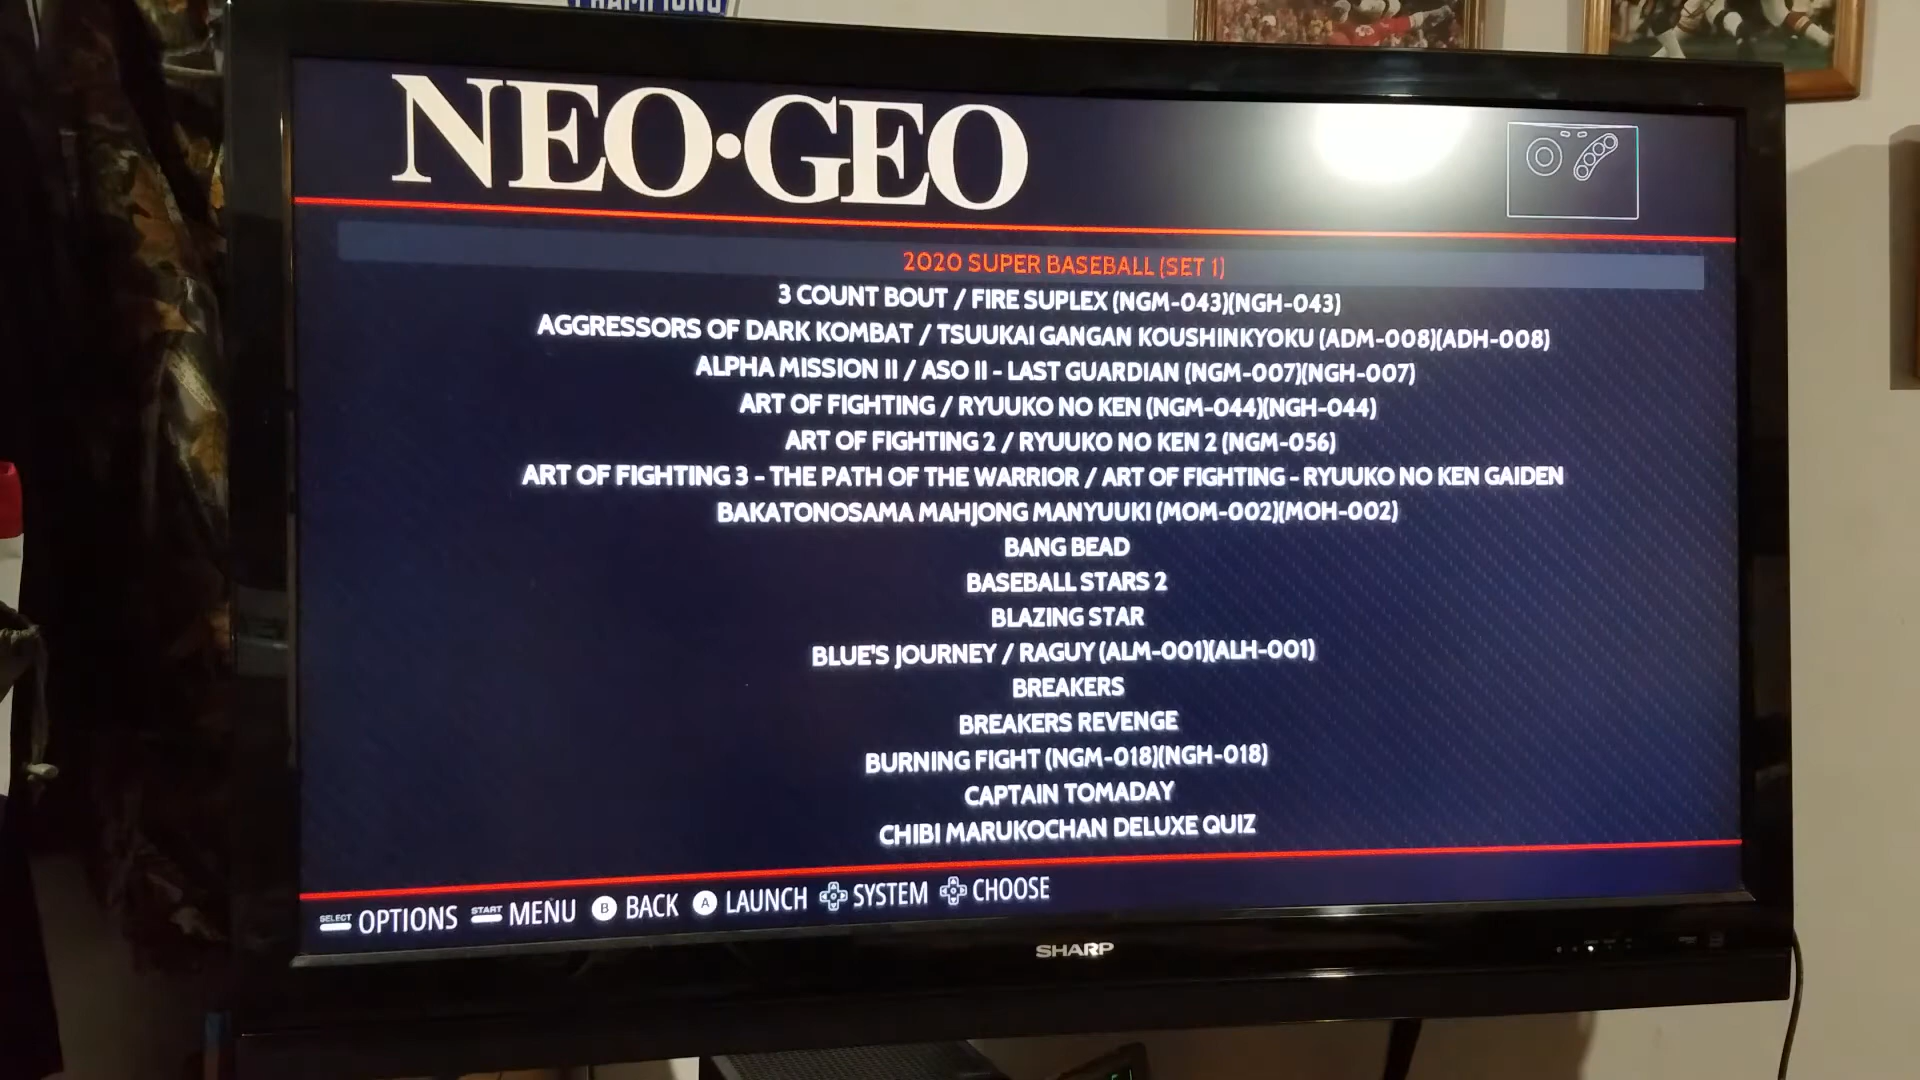 CHAMPIONS
NEO•GEO
2020 SUPER BASEBALL (SET 1)
3 COUNT BOUT / FIRE SUPLEX (NGM-043)(NGH-043)
AGGRESSORS OF DARK KOMBAT / TSUUKAI GANGAN KOUSHINKYOKU (ADM-008)(ADH-008)
ALPHA MISSION II / ASO II - LAST GUARDIAN (NGM-007)(NGH-007)
ART OF FIGHTING / RYUUKO NO KEN (NGM-044)(NGH-044)
ART OF FIGHTING 2 / RYUUKO NO KEN 2 (NGM-056)
ART OF FIGHTING 3 - THE PATH OF THE WARRIOR / ART OF FIGHTING - RYUUKO NO KEN GAIDEN
BAKATONOSAMA MAHJONG MANYUUKI (MOM-002)(MOH-002)
BANG BEAD
BASEBALL STARS 2
BLAZING STAR
BLUE'S JOURNEY / RAGUY (ALM-001)(ALH-001)
BREAKERS
BREAKERS REVENGE
BURNING FIGHT (NGM-018)(NGH-018)
CAPTAIN TOMADAY
CHIBI MARUKOCHAN DELUXE QUIZ
SELECT OPTIONS START MENU B BACK A LAUNCH SYSTEM CHOOSE
SHARP